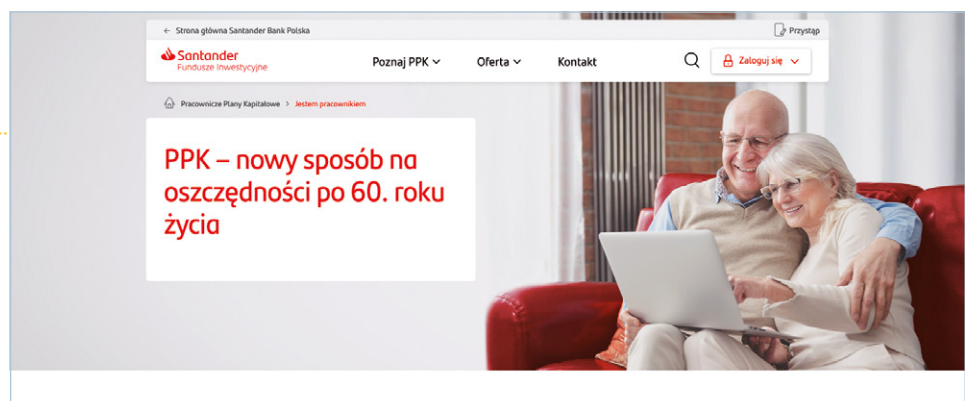 ← Strona główna Santander Bank Polska
Przystąp
Santander
Fundusze Inwestycyjne
Poznaj PPK
Oferta
Kontakt
Zaloguj się
Pracownicze Plany Kapitałowe > Jestem pracownikiem
PPK – nowy sposób na
oszczędności po 60. roku
życia